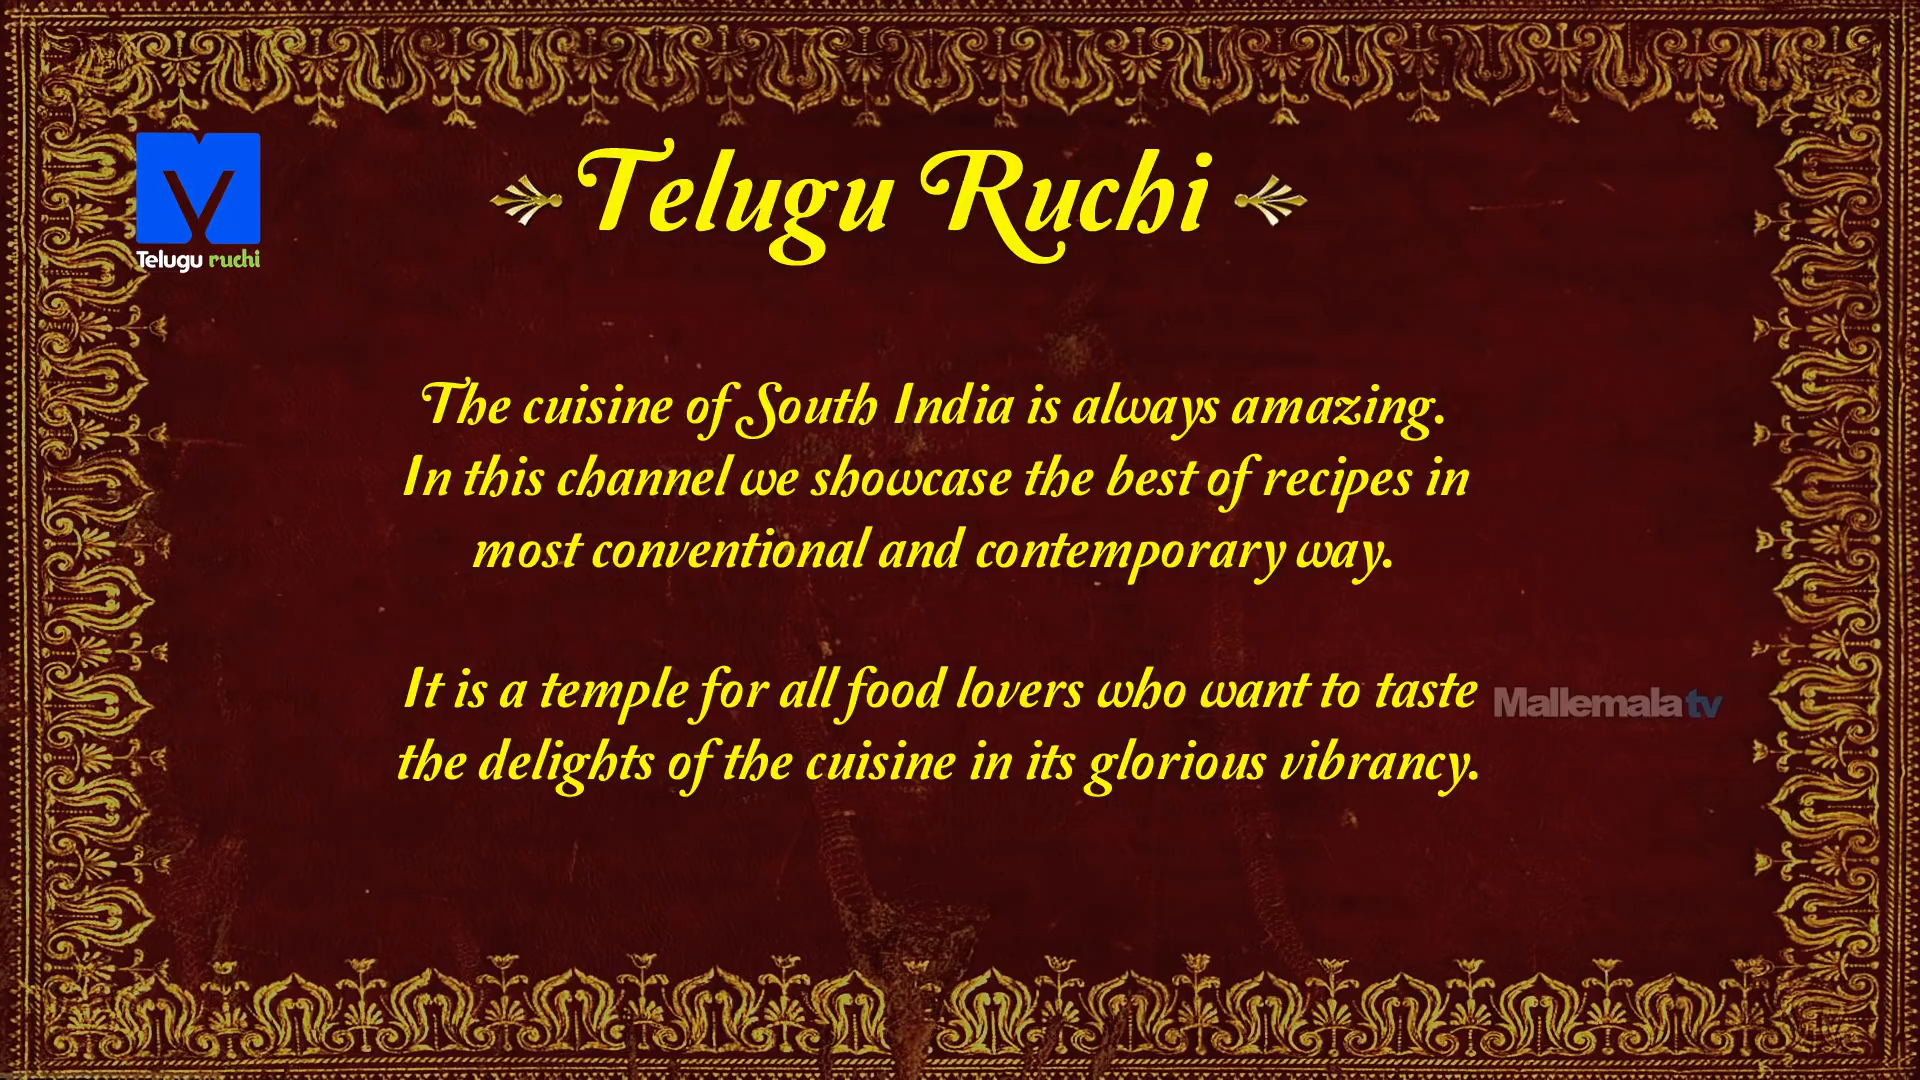 Telugu Ruchi
Telugu ruchi
The cuisine of South India is always amazing.
In this channel we showcase the best of recipes in
most conventional and contemporary way.
It is a temple for all food lovers who want to taste
Mallemalatv
the delights of the cuisine in its glorious vibrancy.